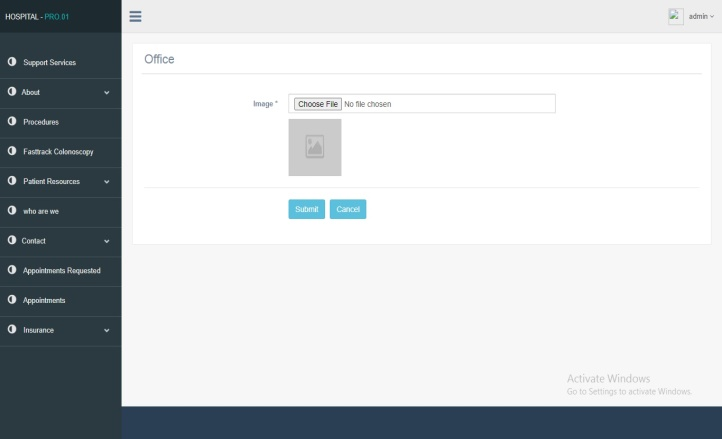 HOSPITAL - PRO.01
admin
Support Services
About
Procedures
Fasttrack Colonoscopy
Patient Resources
who are we
Contact
Appointments Requested
Appointments
Insurance
Office
Image *
Choose File No file chosen
Submit Cancel
Activate Windows
Go to Settings to activate Windows.